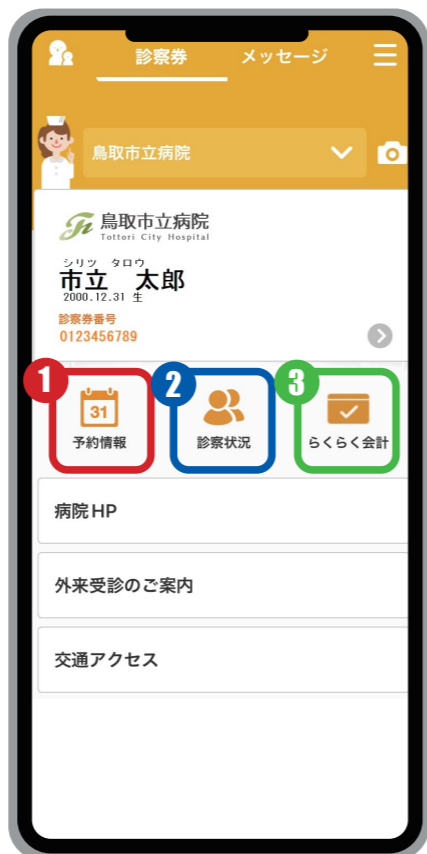 診察券 メッセージ
鳥取市立病院
鳥取市立病院
Tottori City Hospital
シリツ タロウ
市立 太郎
2000.12.31 生
診察券番号
0123456789
1 2 3
31
予約情報 診察状況 らくらく会計
病院HP
外来受診のご案内
交通アクセス